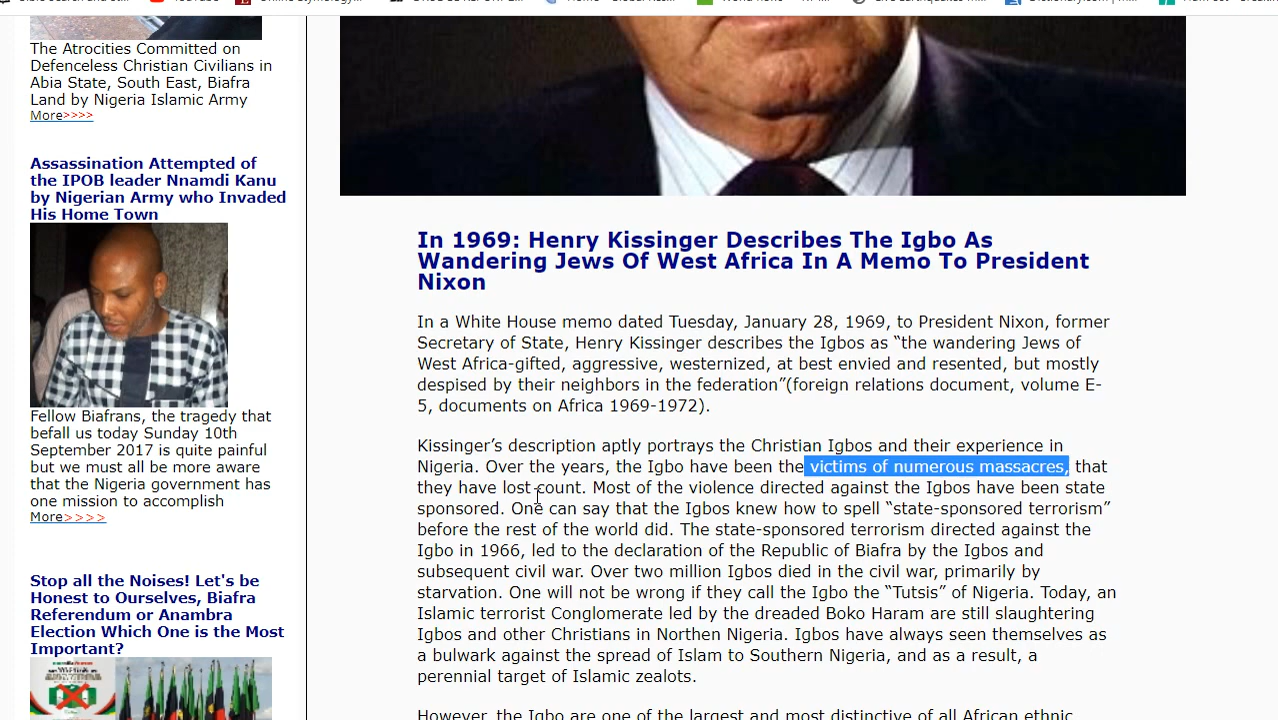 The Atrocities Committed on
Defenceless Christian Civilians in
Abia State, South East, Biafra
Land by Nigeria Islamic Army
More>>>>
Assassination Attempted of
the IPOB leader Nnamdi Kanu
by Nigerian Army who Invaded
His Home Town
Fellow Biafrans, the tragedy that
befall us today Sunday 10th
September 2017 is quite painful
but we must all be more aware
that the Nigeria government has
one mission to accomplish
More>>>>
Stop all the Noises! Let's be
Honest to Ourselves, Biafra
Referendum or Anambra
Election Which One is the Most
Important?
In 1969: Henry Kissinger Describes The Igbo As
Wandering Jews Of West Africa In A Memo To President
Nixon
In a White House memo dated Tuesday, January 28, 1969, to President Nixon, former
Secretary of State, Henry Kissinger describes the Igbos as “the wandering Jews of
West Africa-gifted, aggressive, westernized, at best envied and resented, but mostly
despised by their neighbors in the federation”(foreign relations document, volume E-
5, documents on Africa 1969-1972).
Kissinger’s description aptly portrays the Christian Igbos and their experience in
Nigeria. Over the years, the Igbo have been the victims of numerous massacres, that
they have lost count. Most of the violence directed against the Igbos have been state
sponsored. One can say that the Igbos knew how to spell “state-sponsored terrorism”
before the rest of the world did. The state-sponsored terrorism directed against the
Igbo in 1966, led to the declaration of the Republic of Biafra by the Igbos and
subsequent civil war. Over two million Igbos died in the civil war, primarily by
starvation. One will not be wrong if they call the Igbo the “Tutsis” of Nigeria. Today, an
Islamic terrorist Conglomerate led by the dreaded Boko Haram are still slaughtering
Igbos and other Christians in Northen Nigeria. Igbos have always seen themselves as
a bulwark against the spread of Islam to Southern Nigeria, and as a result, a
perennial target of Islamic zealots.
However, the Igbo are one of the largest and most distinctive of all African ethnic